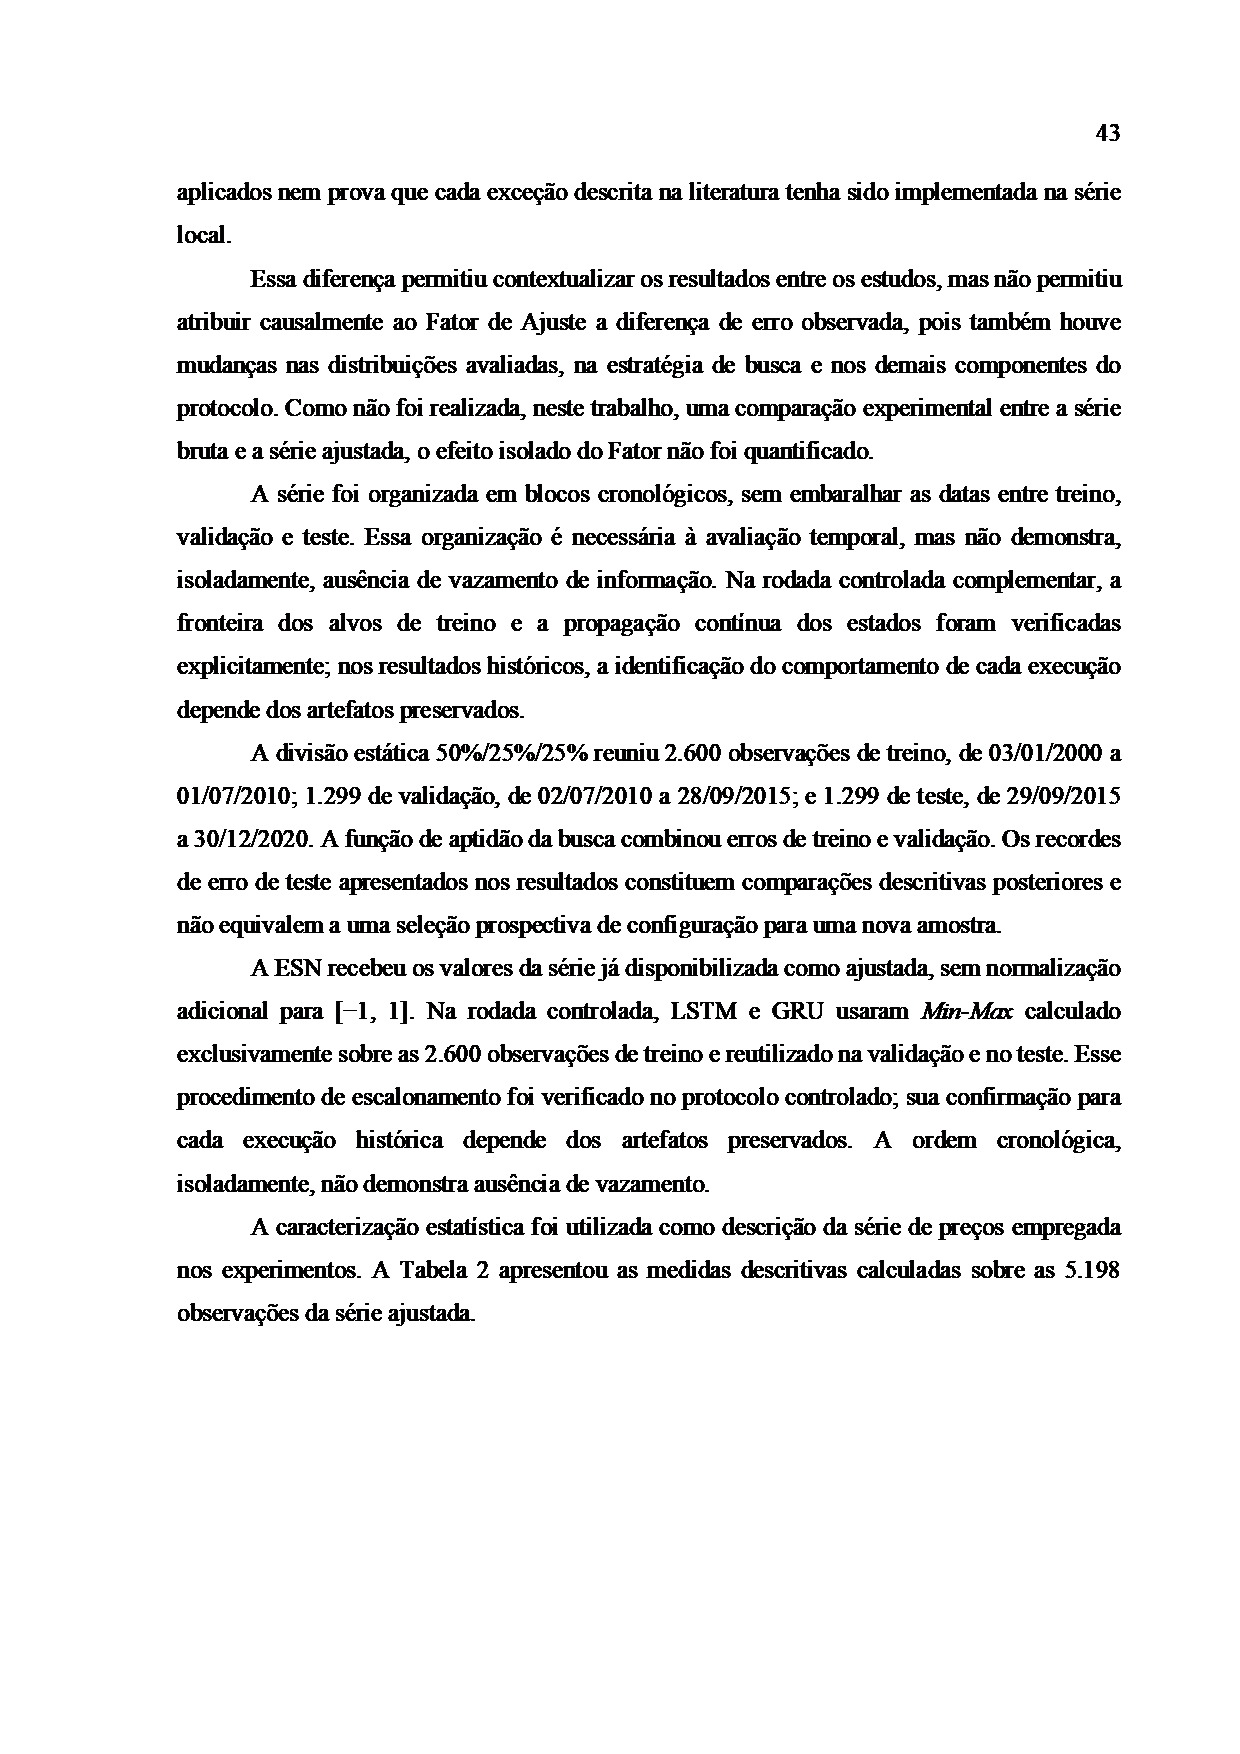 43
aplicados nem prova que cada exceção descrita na literatura tenha sido implementada na série
local.
Essa diferença permitiu contextualizar os resultados entre os estudos, mas não permitiu
atribuir causalmente ao Fator de Ajuste a diferença de erro observada, pois também houve
mudanças nas distribuições avaliadas, na estratégia de busca e nos demais componentes do
protocolo. Como não foi realizada, neste trabalho, uma comparação experimental entre a série
bruta e a série ajustada, o efeito isolado do Fator não foi quantificado.
A série foi organizada em blocos cronológicos, sem embaralhar as datas entre treino,
validação e teste. Essa organização é necessária à avaliação temporal, mas não demonstra,
isoladamente, ausência de vazamento de informação. Na rodada controlada complementar, a
fronteira dos alvos de treino e a propagação contínua dos estados foram verificadas
explicitamente; nos resultados históricos, a identificação do comportamento de cada execução
depende dos artefatos preservados.
A divisão estática 50%/25%/25% reuniu 2.600 observações de treino, de 03/01/2000 a
01/07/2010; 1.299 de validação, de 02/07/2010 a 28/09/2015; e 1.299 de teste, de 29/09/2015
a 30/12/2020. A função de aptidão da busca combinou erros de treino e validação. Os recordes
de erro de teste apresentados nos resultados constituem comparações descritivas posteriores e
não equivalem a uma seleção prospectiva de configuração para uma nova amostra.
A ESN recebeu os valores da série já disponibilizada como ajustada, sem normalização
adicional para [−1, 1]. Na rodada controlada, LSTM e GRU usaram Min-Max calculado
exclusivamente sobre as 2.600 observações de treino e reutilizado na validação e no teste. Esse
procedimento de escalonamento foi verificado no protocolo controlado; sua confirmação para
cada execução histórica depende dos artefatos preservados. A ordem cronológica,
isoladamente, não demonstra ausência de vazamento.
A caracterização estatística foi utilizada como descrição da série de preços empregada
nos experimentos. A Tabela 2 apresentou as medidas descritivas calculadas sobre as 5.198
observações da série ajustada.